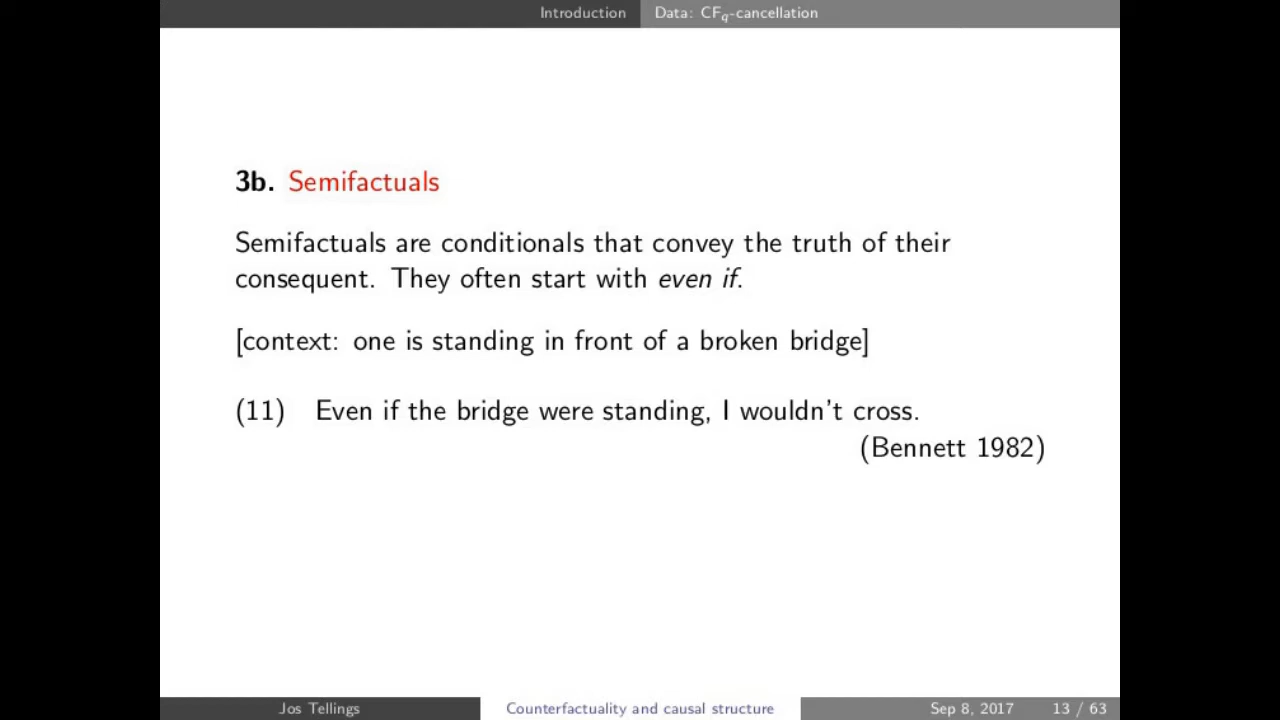 Introduction Data: CFq-cancellation
3b. Semifactuals
Semifactuals are conditionals that convey the truth of their
consequent. They often start with even if.
[context: one is standing in front of a broken bridge]
(11) Even if the bridge were standing, I wouldn't cross.
(Bennett 1982)
Jos Tellings Counterfactuality and causal structure Sep 8, 2017 13 / 63